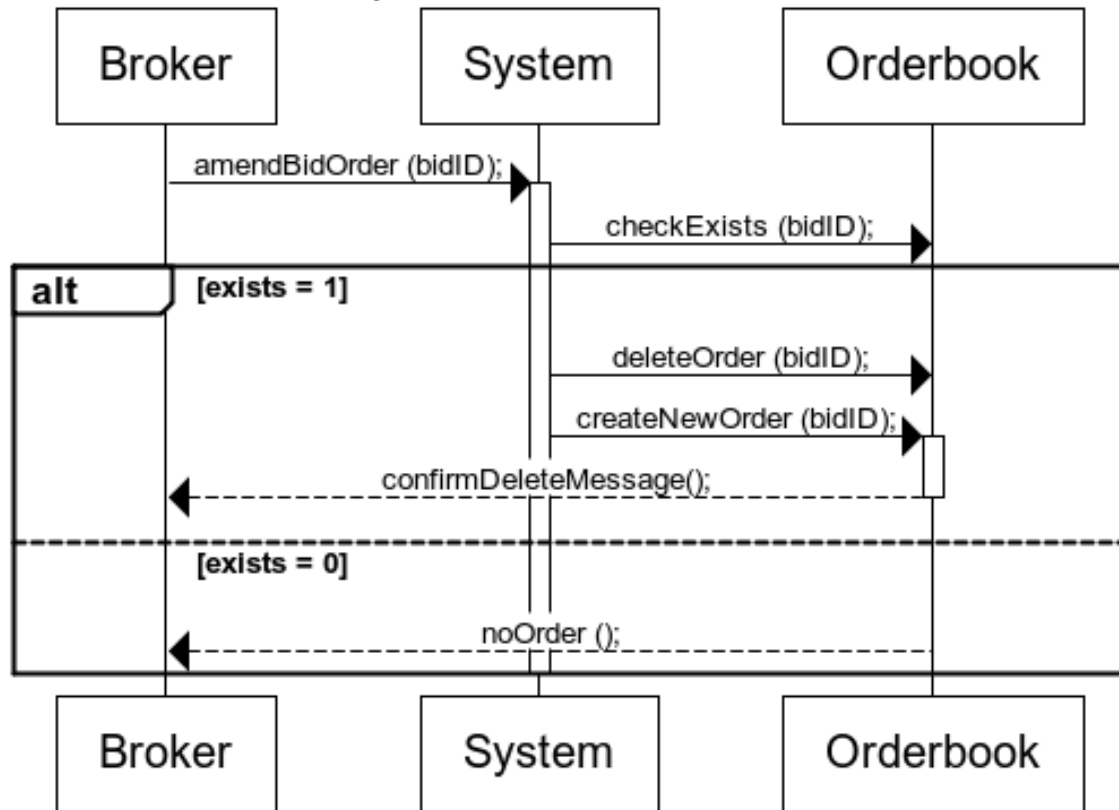 Broker
System
Orderbook
amendBidOrder (bidID);
checkExists (bidID);
alt
[exists = 1]
deleteOrder (bidID);
createNewOrder (bidID);
confirmDeleteMessage();
[exists = 0]
noOrder ();
Broker
System
Orderbook